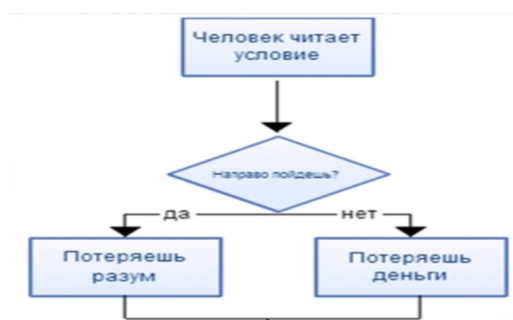 Человек читает
условие
Направо пойдешь?
да
нет
Потеряешь
разум
Потеряешь
деньги